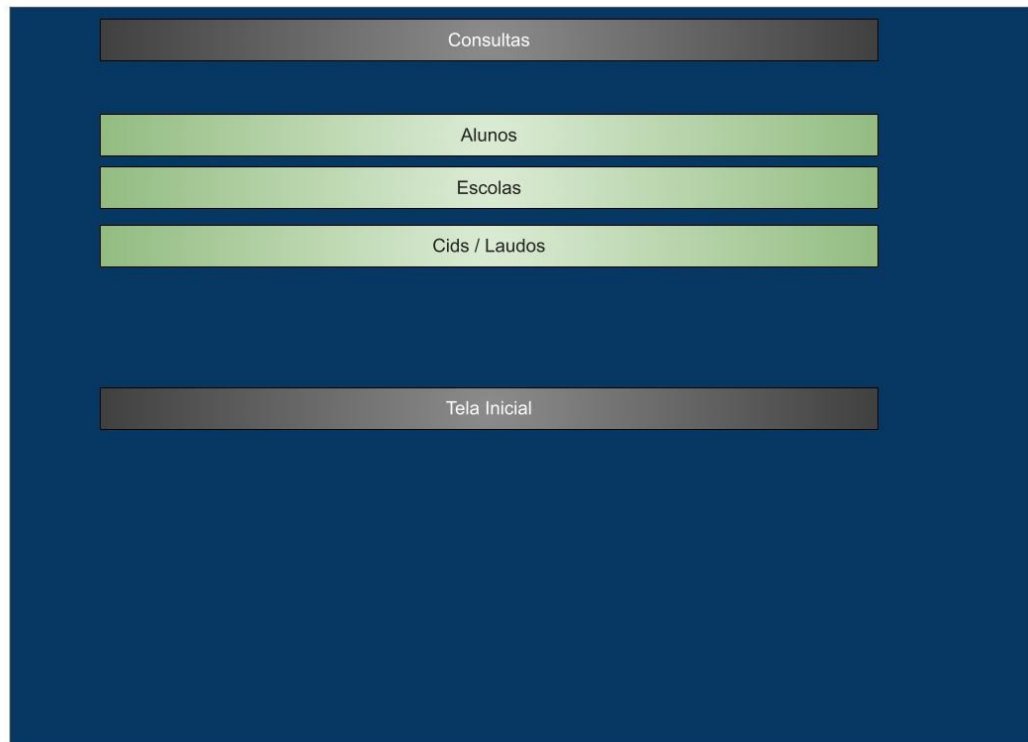 Consultas
Alunos
Escolas
Cids / Laudos
Tela Inicial